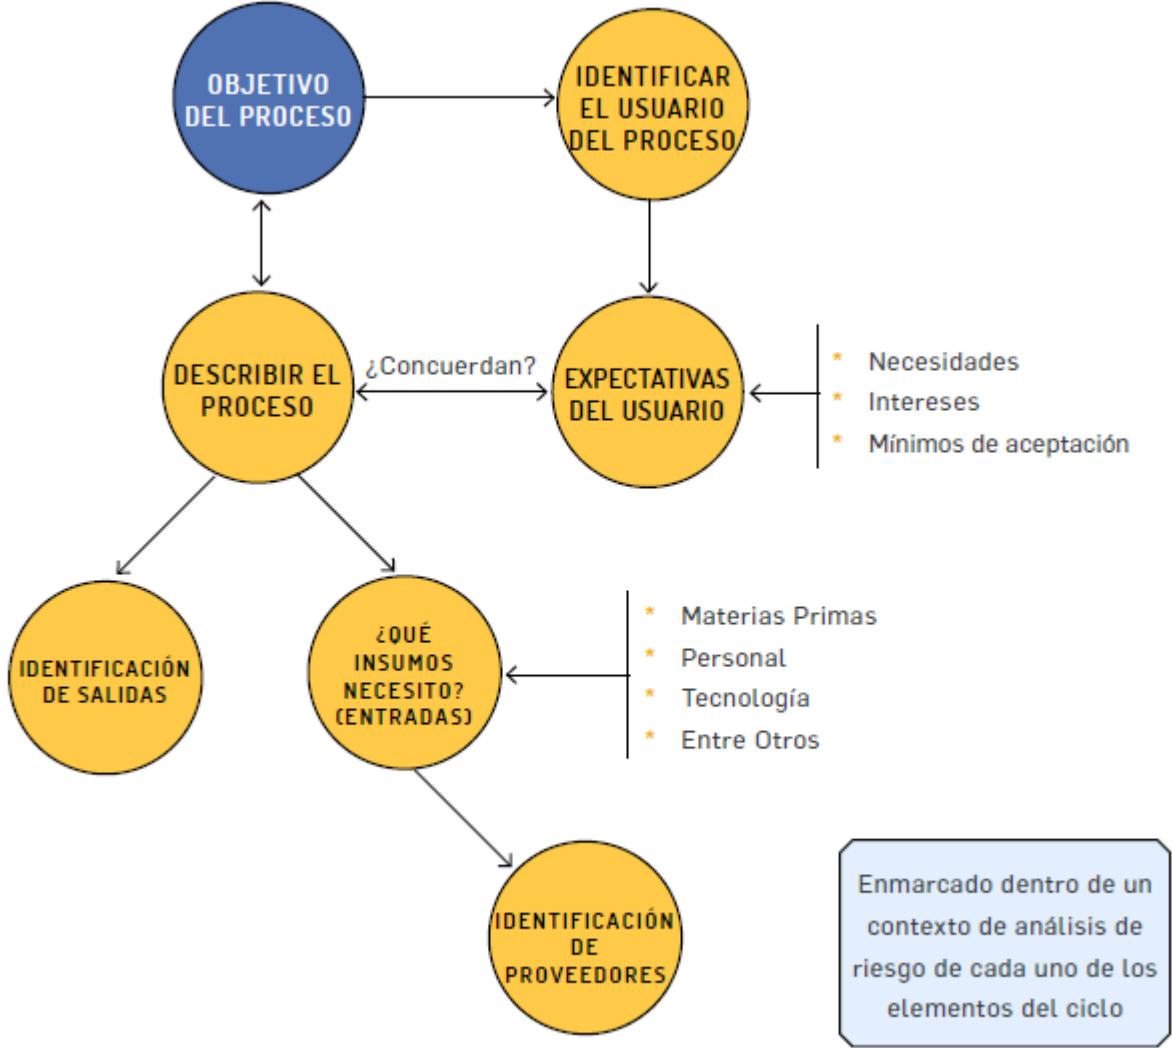 OBJETIVO
DEL PROCESO
IDENTIFICAR
EL USUARIO
DEL PROCESO
DESCRIBIR EL
PROCESO
¿Concuerdan?
EXPECTATIVAS
DEL USUARIO
* Necesidades
* Intereses
* Mínimos de aceptación
IDENTIFICACIÓN
DE SALIDAS
¿QUÉ
INSUMOS
NECESITO?
(ENTRADAS)
* Materias Primas
* Personal
* Tecnología
* Entre Otros
IDENTIFICACIÓN
DE
PROVEEDORES
Enmarcado dentro de un
contexto de análisis de
riesgo de cada uno de los
elementos del ciclo